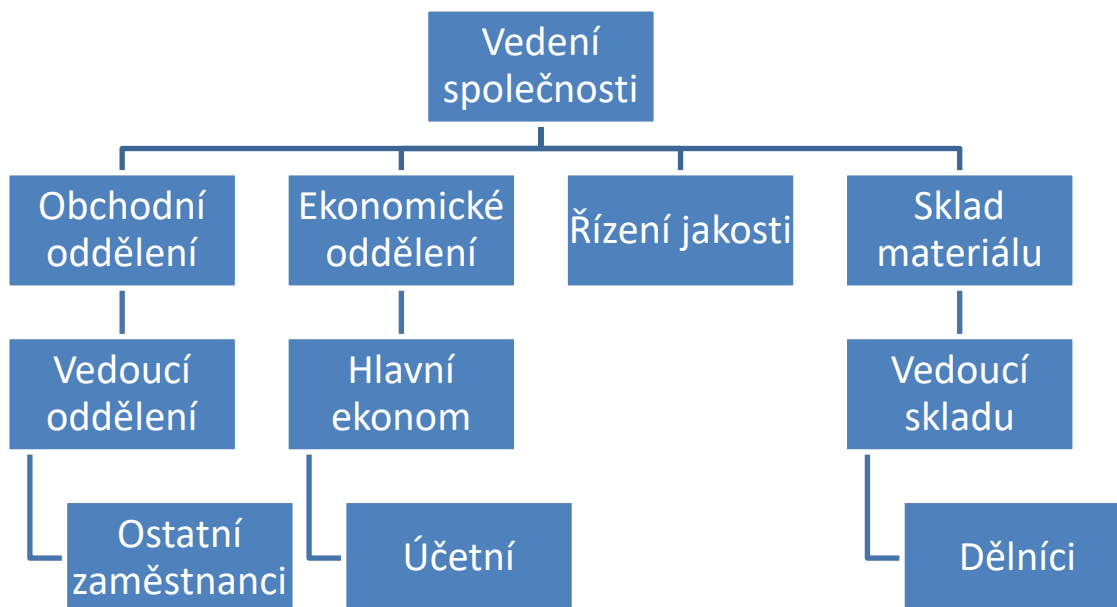 Vedení
společnosti
Obchodní
oddělení
Ekonomické
oddělení
Řízení jakosti
Sklad
materiálu
Vedoucí
oddělení
Hlavní
ekonom
Vedoucí
skladu
Ostatní
zaměstnanci
Účetní
Dělníci